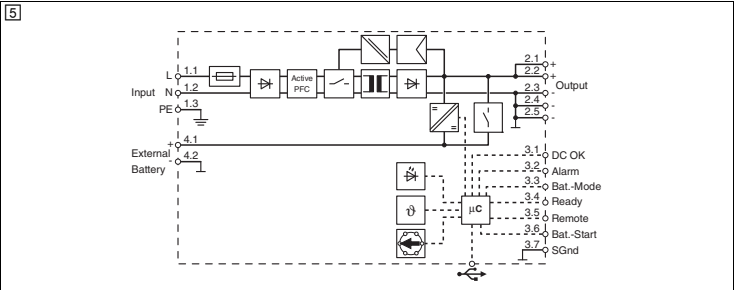 5
L 1.1
Input N 1.2
PE 1.3
Active
PFC
2.1 +
2.2 +
2.3 - Output
2.4 -
2.5 -
= =
+ 4.1
External
- 4.2
Battery
3.1 DC OK
3.2 Alarm
3.3 Bat.-Mode
3.4 Ready
3.5 Remote
3.6 Bat.-Start
3.7 SGnd
ϑ
µC